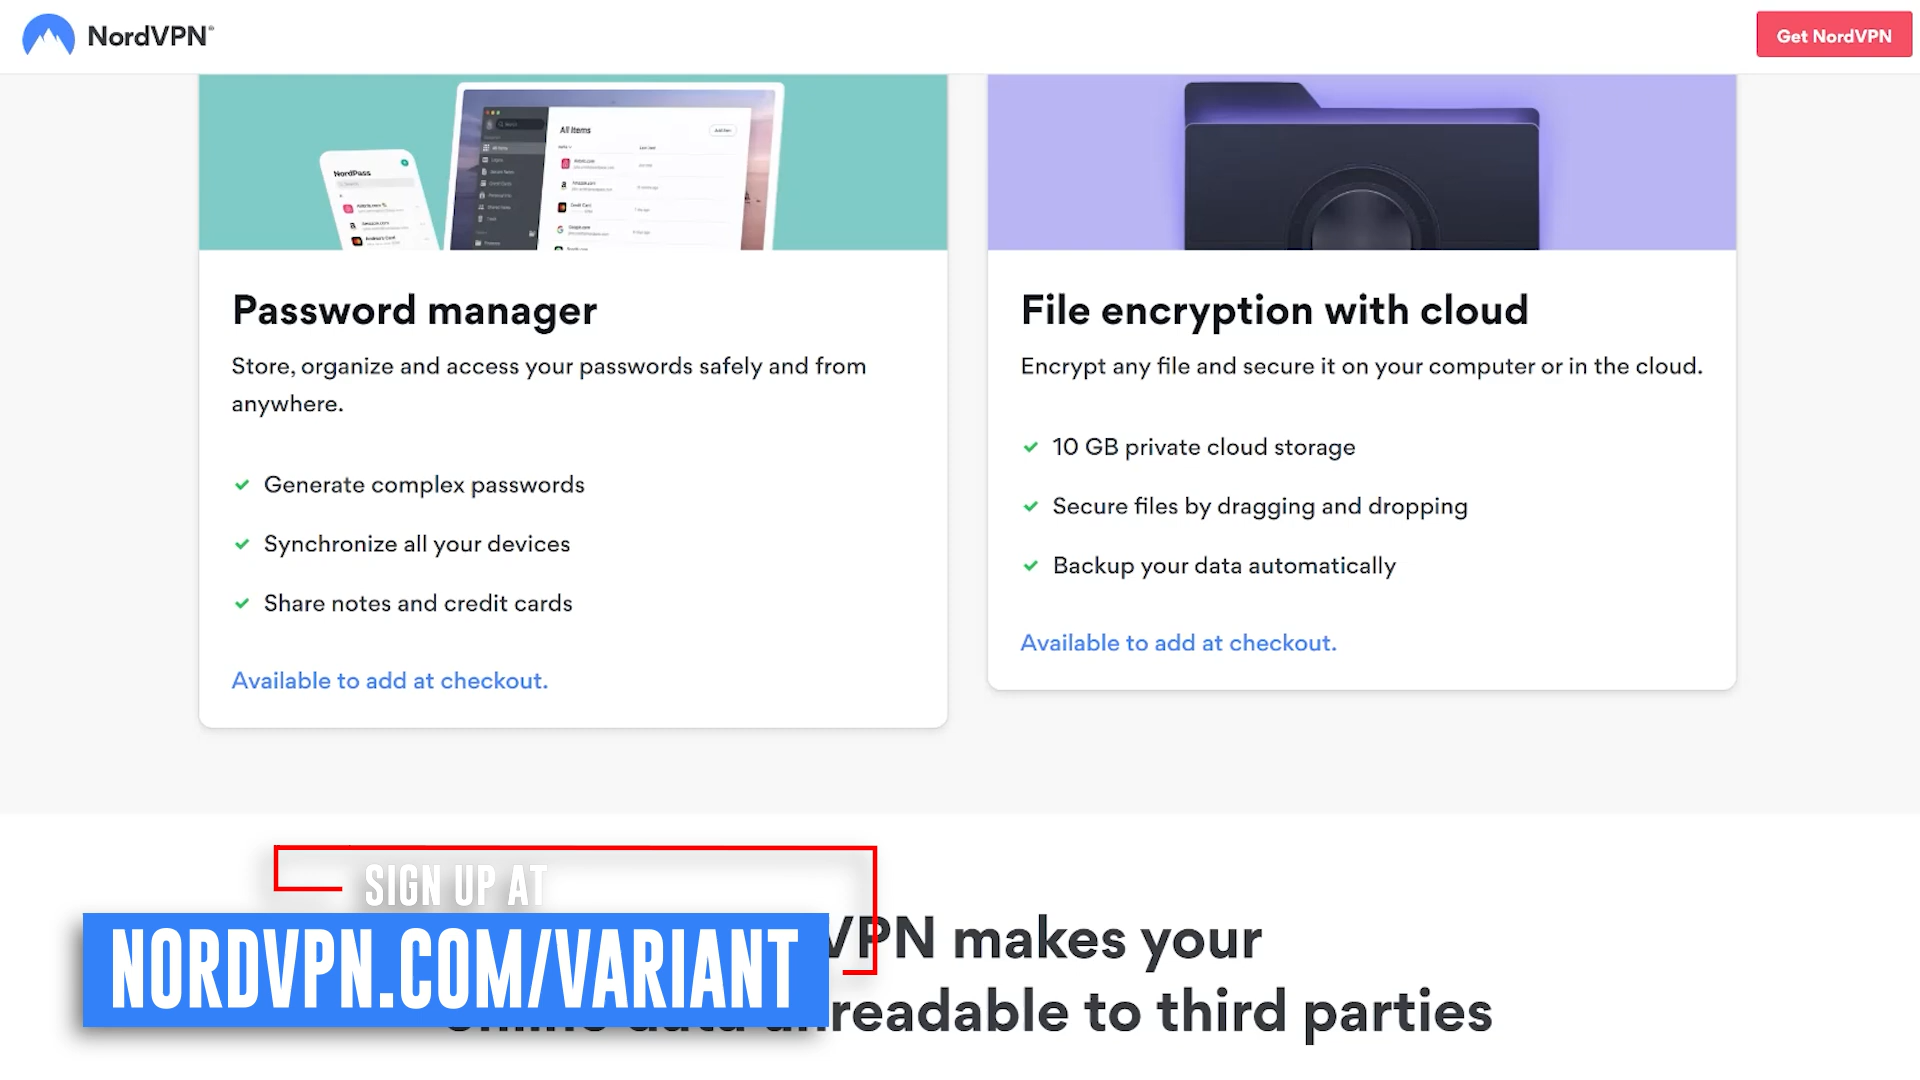 NordVPN®
Get NordVPN
NordPass
All Items
Password manager
Store, organize and access your passwords safely and from
anywhere.
Generate complex passwords
Synchronize all your devices
Share notes and credit cards
Available to add at checkout.
File encryption with cloud
Encrypt any file and secure it on your computer or in the cloud.
10 GB private cloud storage
Secure files by dragging and dropping
Backup your data automatically
Available to add at checkout.
SIGN UP AT
NORDVPN.COM/VARIANT
VPN makes your
readable to third parties